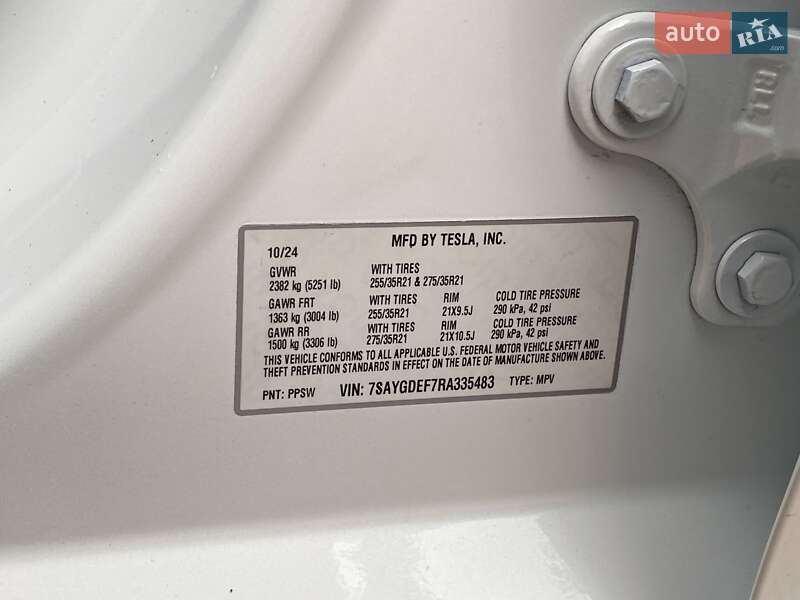 auto RIA .com
RLU
10/24 MFD BY TESLA, INC.
GVWR WITH TIRES
2382 kg (5251 lb) 255/35R21 & 275/35R21
GAWR FRT WITH TIRES RIM COLD TIRE PRESSURE
1363 kg (3004 lb) 255/35R21 21X9.5J 290 kPa, 42 psi
GAWR RR WITH TIRES RIM COLD TIRE PRESSURE
1500 kg (3306 lb) 275/35R21 21X10.5J 290 kPa, 42 psi
THIS VEHICLE CONFORMS TO ALL APPLICABLE U.S. FEDERAL MOTOR VEHICLE SAFETY AND
THEFT PREVENTION STANDARDS IN EFFECT ON THE DATE OF MANUFACTURE SHOWN ABOVE.
PNT: PPSW VIN: 7SAYGDEF7RA335483 TYPE: MPV